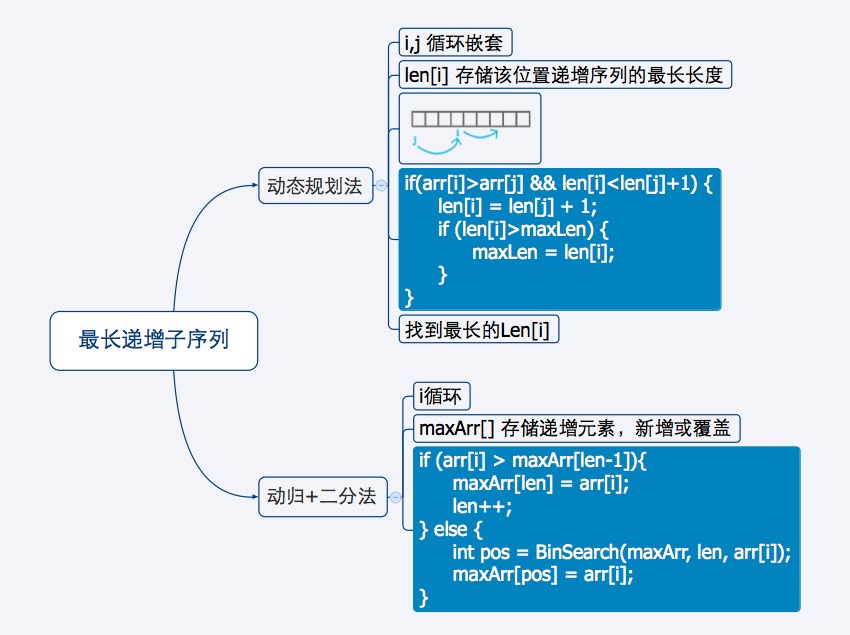 i,j 循环嵌套
len[i] 存储该位置递增序列的最长长度
i
j
动态规划法
if(arr[i]>arr[j] && len[i]<len[j]+1) {
len[i] = len[j] + 1;
if (len[i]>maxLen) {
maxLen = len[i];
}
}
找到最长的Len[i]
最长递增子序列
i循环
maxArr[] 存储递增元素，新增或覆盖
动归+二分法
if (arr[i] > maxArr[len-1]){
maxArr[len] = arr[i];
len++;
} else {
int pos = BinSearch(maxArr, len, arr[i]);
maxArr[pos] = arr[i];
}